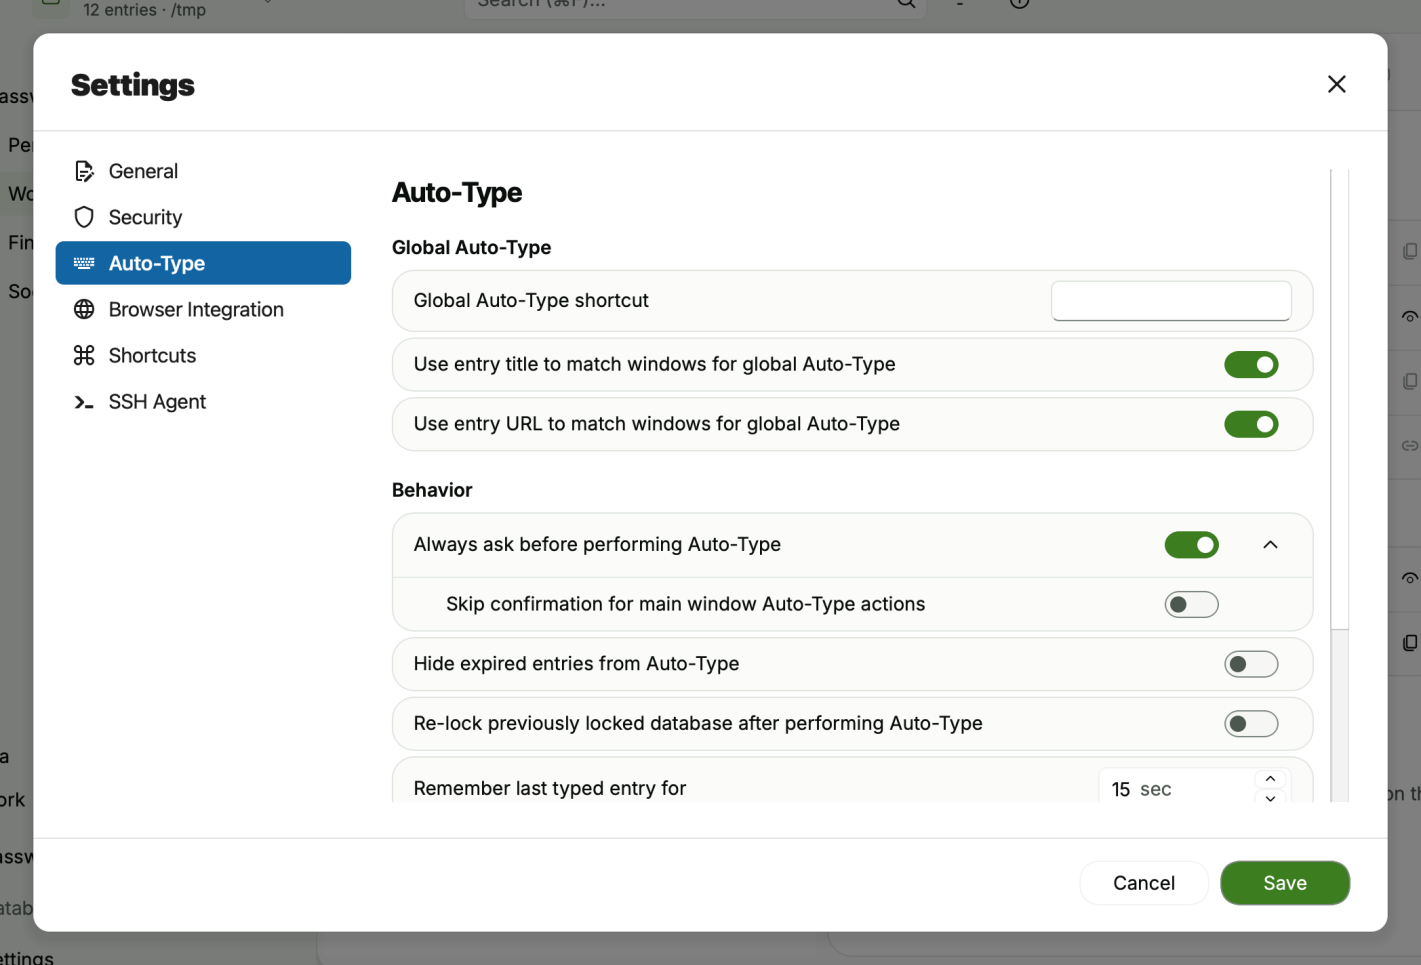 12 entries · /tmp
Settings
General
Security
Auto-Type
Browser Integration
Shortcuts
SSH Agent
Auto-Type
Global Auto-Type
Global Auto-Type shortcut
Use entry title to match windows for global Auto-Type
Use entry URL to match windows for global Auto-Type
Behavior
Always ask before performing Auto-Type
Skip confirmation for main window Auto-Type actions
Hide expired entries from Auto-Type
Re-lock previously locked database after performing Auto-Type
Remember last typed entry for
15 sec
Cancel
Save